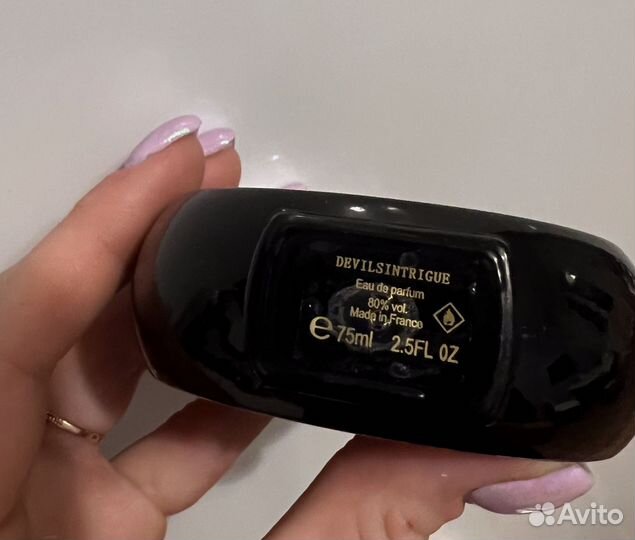 DEVILSINTRIGUE
Eau de parfum
80% vol.
Made in France
e75ml 2.5FL OZ
Avito